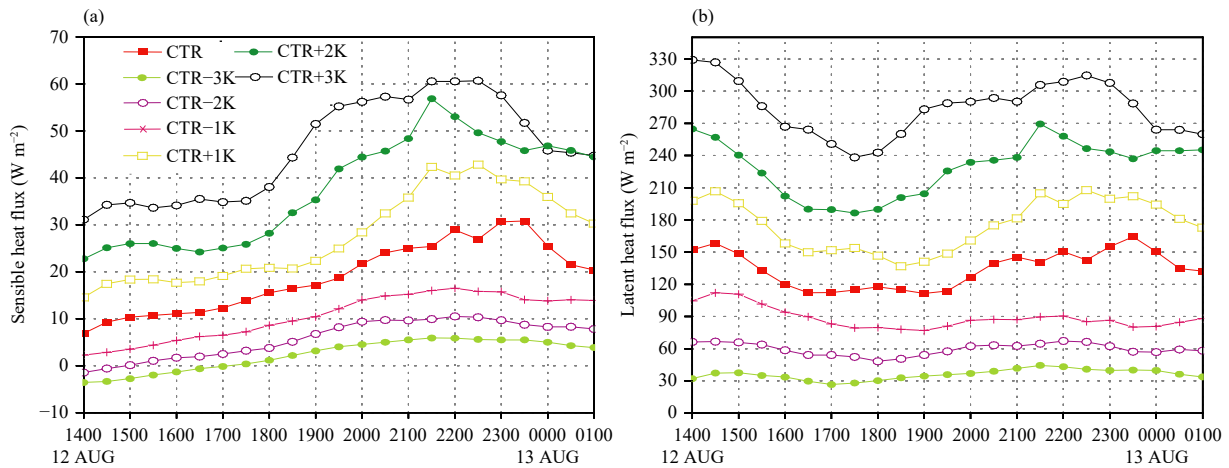 (a)
Sensible heat flux (W m⁻²)
70
60
50
40
30
20
10
0
−10
CTR
CTR−3K
CTR−2K
CTR−1K
CTR+1K
CTR+2K
CTR+3K
1400 1500 1600 1700 1800 1900 2000 2100 2200 2300 0000 0100
12 AUG 13 AUG
(b)
Latent heat flux (W m⁻²)
330
300
270
240
210
180
150
120
90
60
30
0
1400 1500 1600 1700 1800 1900 2000 2100 2200 2300 0000 0100
12 AUG 13 AUG